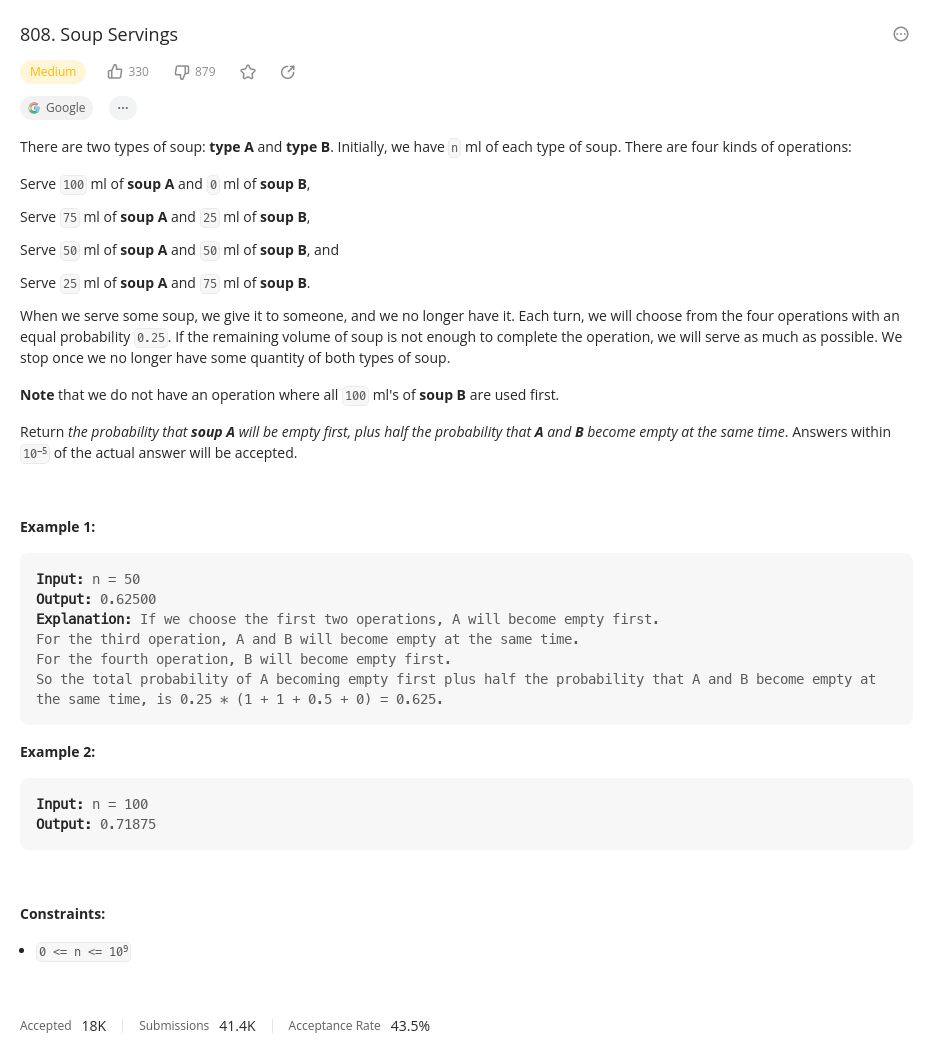 808. Soup Servings
Medium 330 879
Google ...
There are two types of soup: type A and type B. Initially, we have n ml of each type of soup. There are four kinds of operations:
Serve 100 ml of soup A and 0 ml of soup B,
Serve 75 ml of soup A and 25 ml of soup B,
Serve 50 ml of soup A and 50 ml of soup B, and
Serve 25 ml of soup A and 75 ml of soup B.
When we serve some soup, we give it to someone, and we no longer have it. Each turn, we will choose from the four operations with an
equal probability 0.25. If the remaining volume of soup is not enough to complete the operation, we will serve as much as possible. We
stop once we no longer have some quantity of both types of soup.
Note that we do not have an operation where all 100 ml's of soup B are used first.
Return the probability that soup A will be empty first, plus half the probability that A and B become empty at the same time. Answers within
10⁻⁵ of the actual answer will be accepted.
Example 1:
Input: n = 50
Output: 0.62500
Explanation: If we choose the first two operations, A will become empty first.
For the third operation, A and B will become empty at the same time.
For the fourth operation, B will become empty first.
So the total probability of A becoming empty first plus half the probability that A and B become empty at
the same time, is 0.25 * (1 + 1 + 0.5 + 0) = 0.625.
Example 2:
Input: n = 100
Output: 0.71875
Constraints:
• 0 <= n <= 10⁹
Accepted 18K Submissions 41.4K Acceptance Rate 43.5%